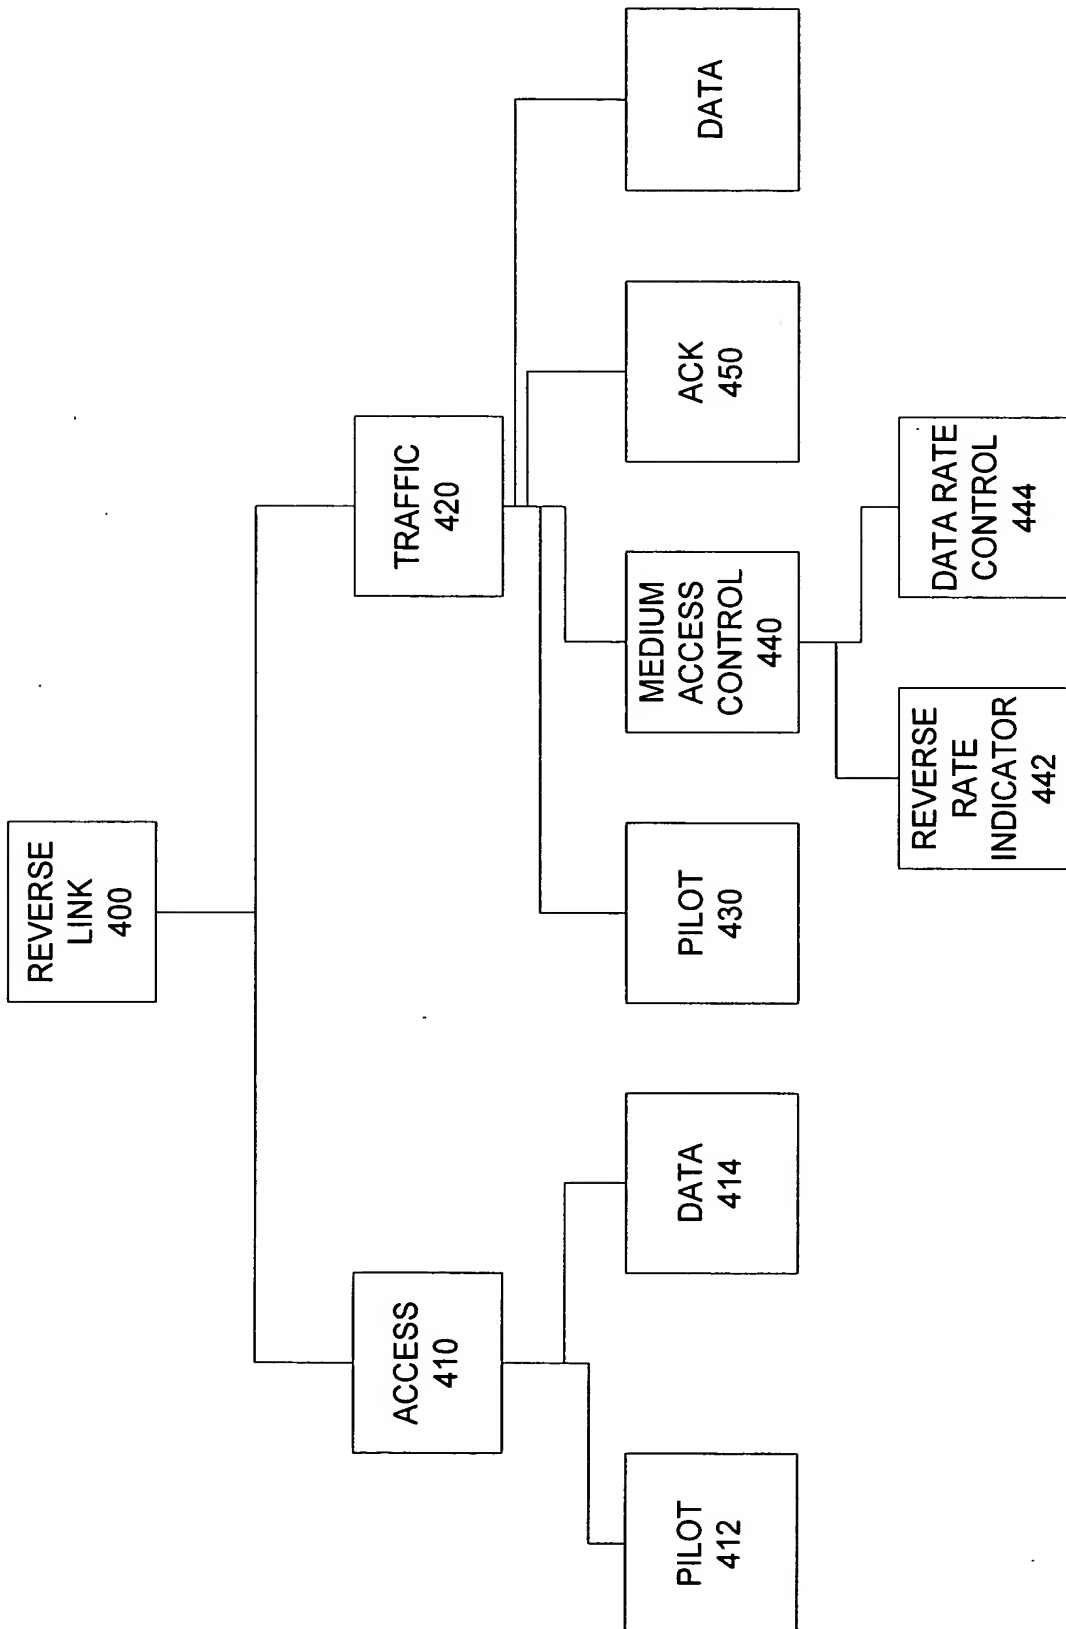 REVERSE
LINK
400
ACCESS
410
TRAFFIC
420
PILOT
412
DATA
414
PILOT
430
MEDIUM
ACCESS
CONTROL
440
ACK
450
DATA
REVERSE
RATE
INDICATOR
442
DATA RATE
CONTROL
444